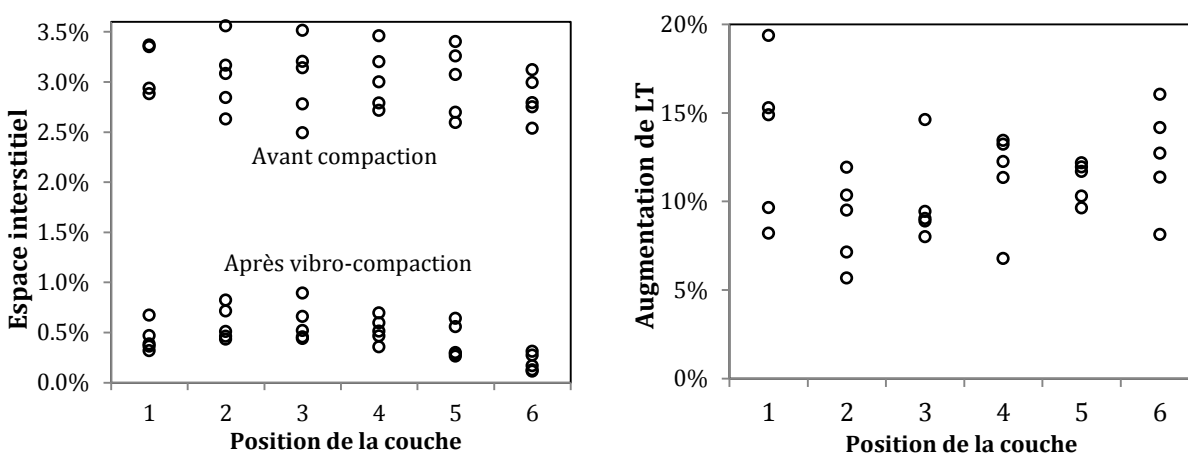 3.5%
3.0%
2.5%
2.0%
1.5%
1.0%
0.5%
0.0%
Espace interstitiel
Avant compaction
Après vibro-compaction
1 2 3 4 5 6
Position de la couche
20%
15%
10%
5%
0%
Augmentation de LT
1 2 3 4 5 6
Position de la couche